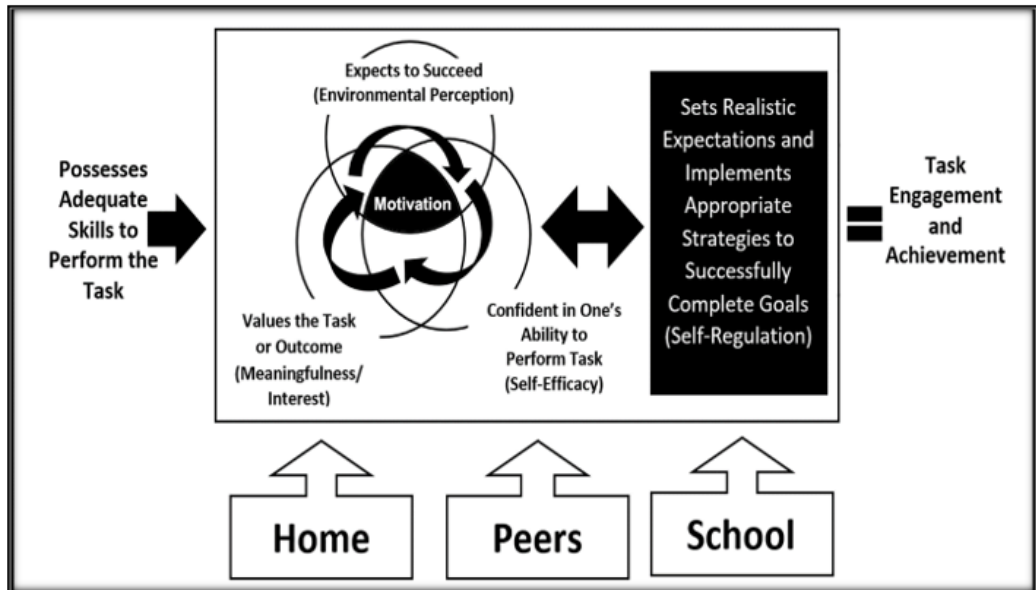 Possesses
Adequate
Skills to
Perform the
Task
Expects to Succeed
(Environmental Perception)
Motivation
Values the Task
or Outcome
(Meaningfulness/
Interest)
Confident in One’s
Ability to
Perform Task
(Self-Efficacy)
Sets Realistic
Expectations and
Implements
Appropriate
Strategies to
Successfully
Complete Goals
(Self-Regulation)
Task
Engagement
and
Achievement
Home
Peers
School